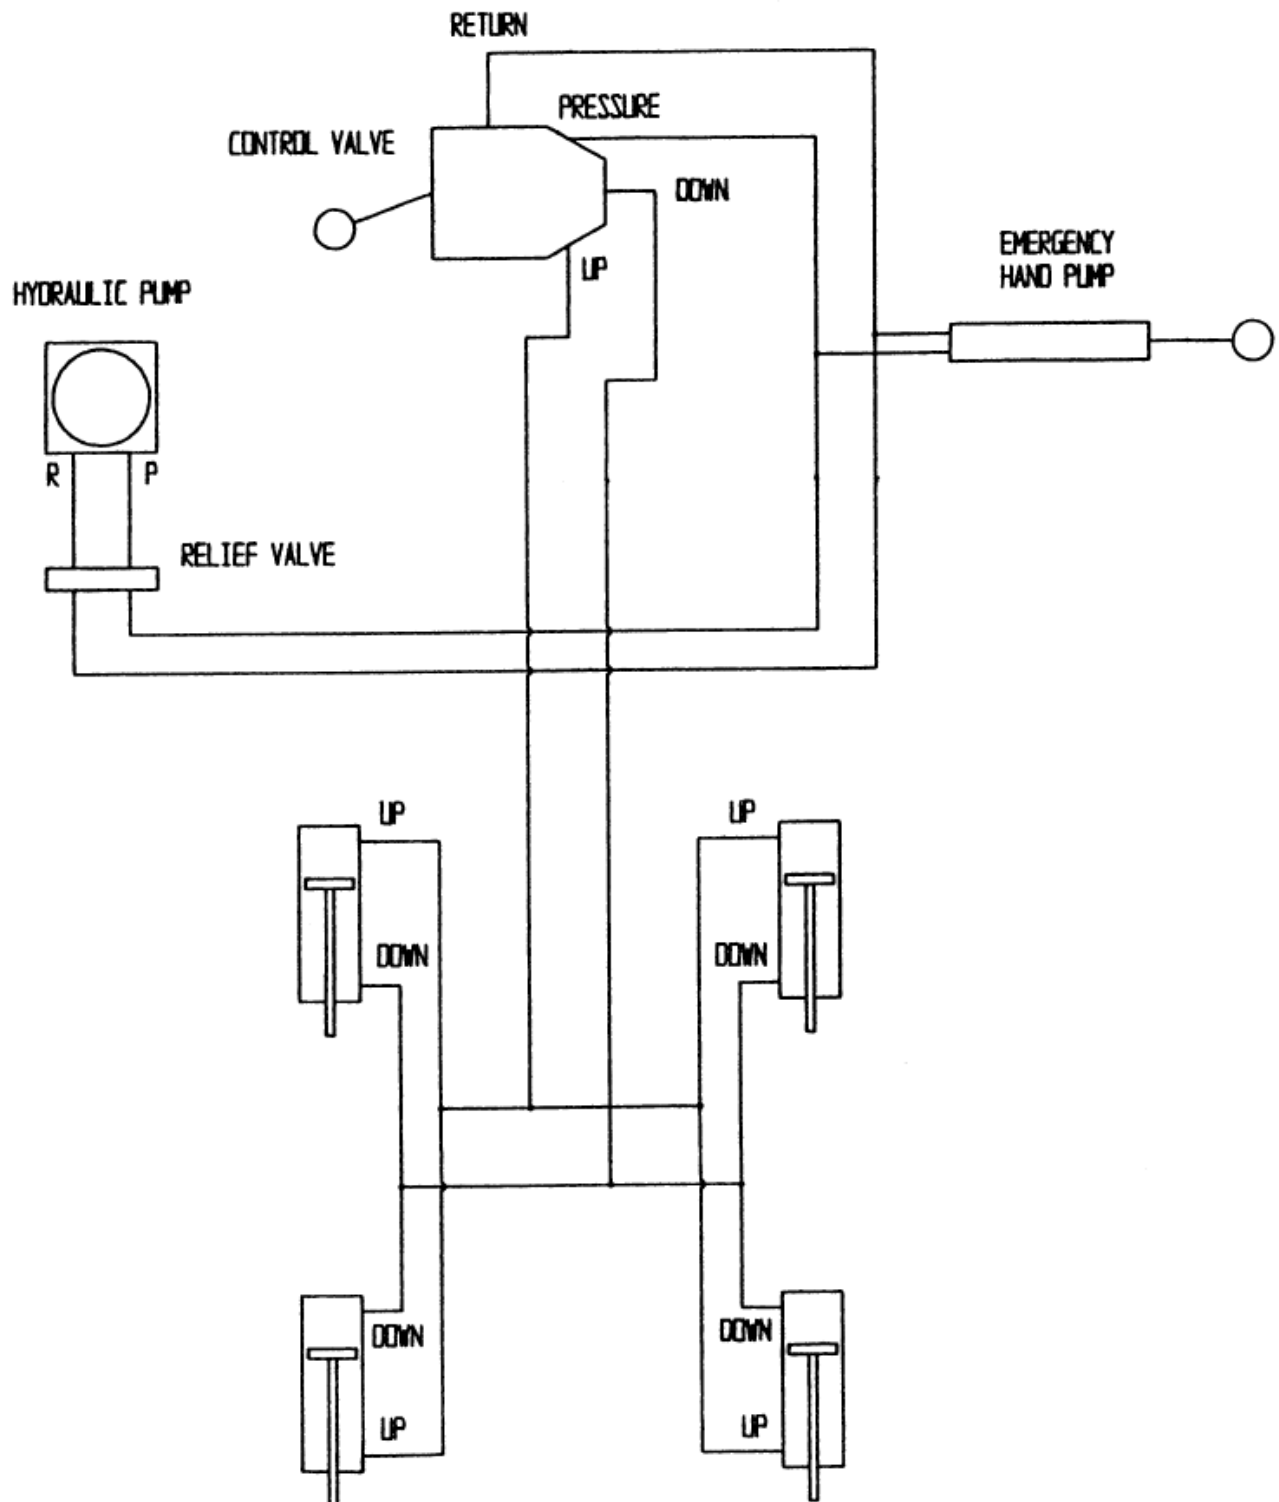 RETURN
PRESSURE
CONTROL VALVE
DOWN
UP
EMERGENCY
HAND PUMP
HYDRAULIC PUMP
R P
RELIEF VALVE
UP
UP
DOWN
DOWN
DOWN
DOWN
UP
UP